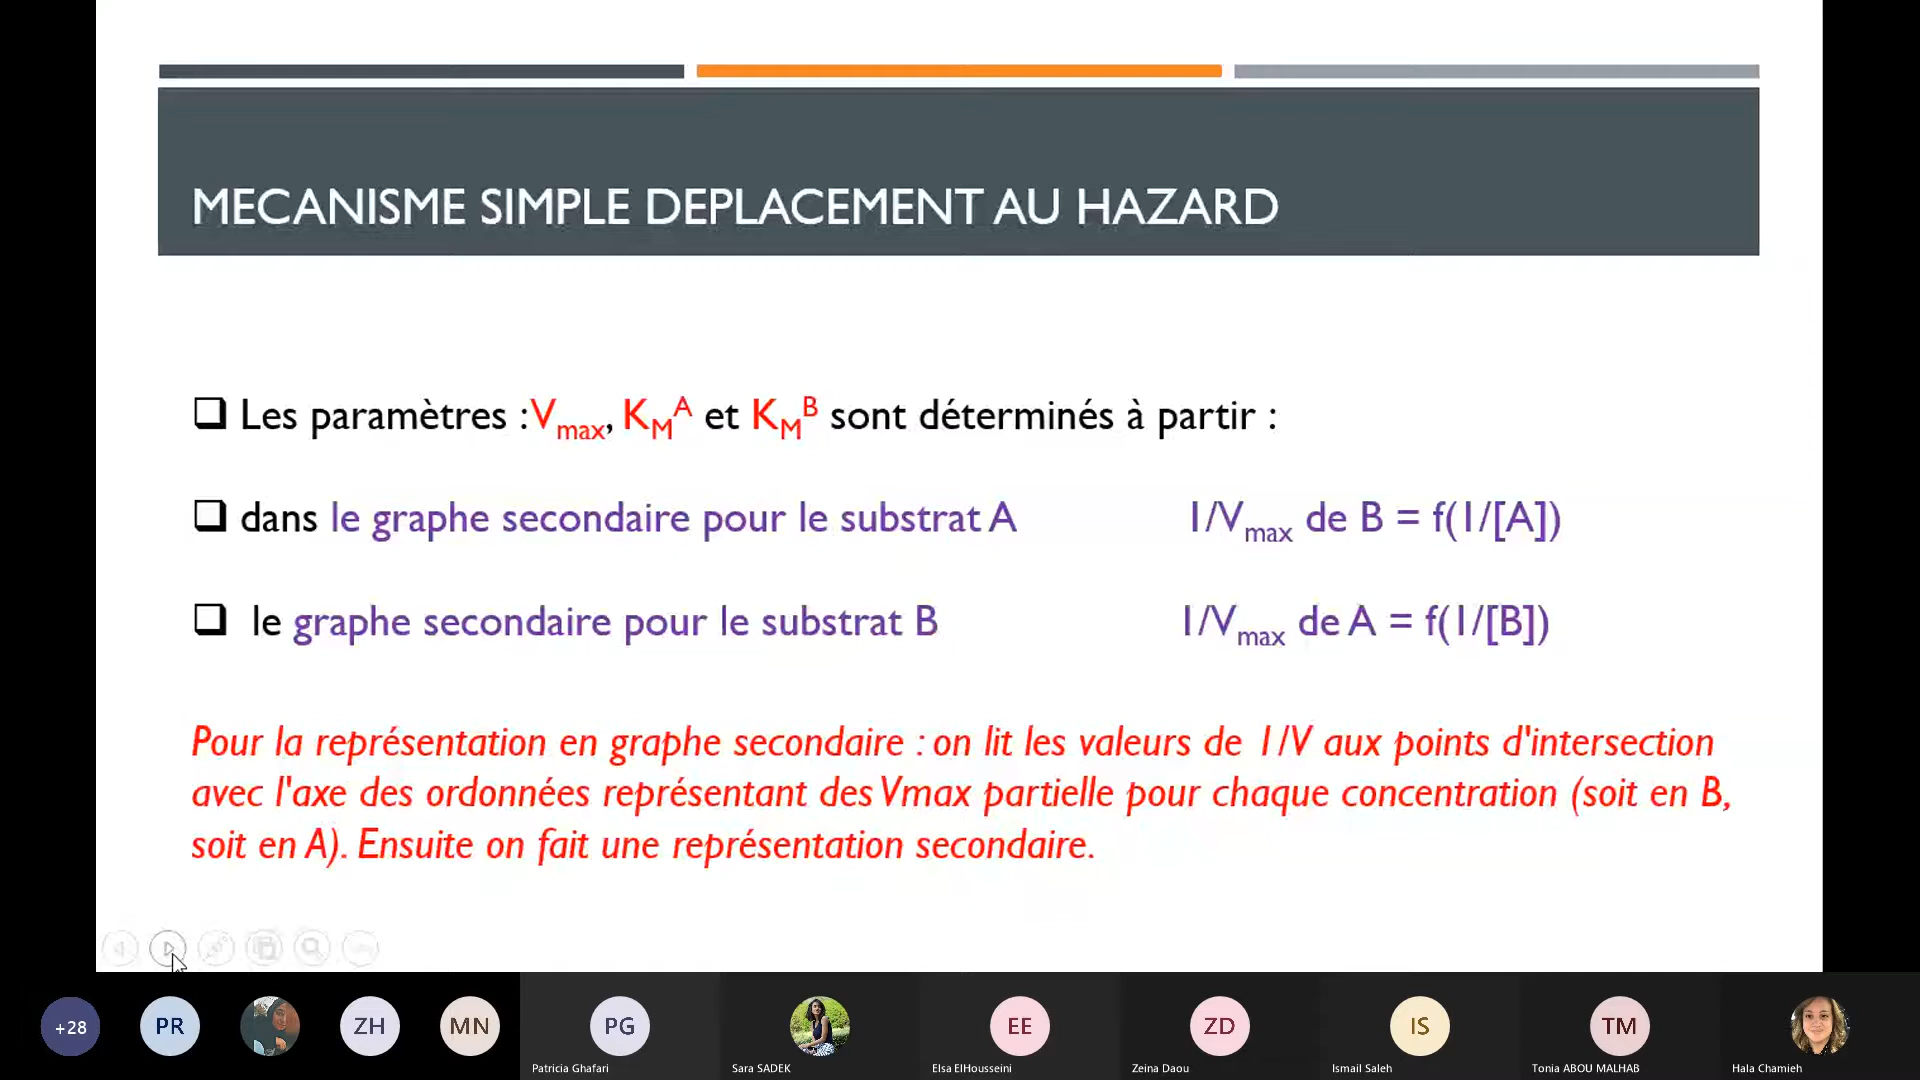 MECANISME SIMPLE DEPLACEMENT AU HAZARD
❑ Les paramètres : Vmax, KM^A et KM^B sont déterminés à partir :
❑ dans le graphe secondaire pour le substrat A 1/Vmax de B = f(1/[A])
❑ le graphe secondaire pour le substrat B 1/Vmax de A = f(1/[B])
Pour la représentation en graphe secondaire : on lit les valeurs de 1/V aux points d'intersection
avec l'axe des ordonnées représentant des Vmax partielle pour chaque concentration (soit en B,
soit en A). Ensuite on fait une représentation secondaire.
+28 PR ZH MN PG EE ZD IS TM
Patricia Ghafari Sara SADEK Elsa ElHousseini Zeina Daou Ismail Saleh Tonia ABOU MALHAB Hala Chamieh